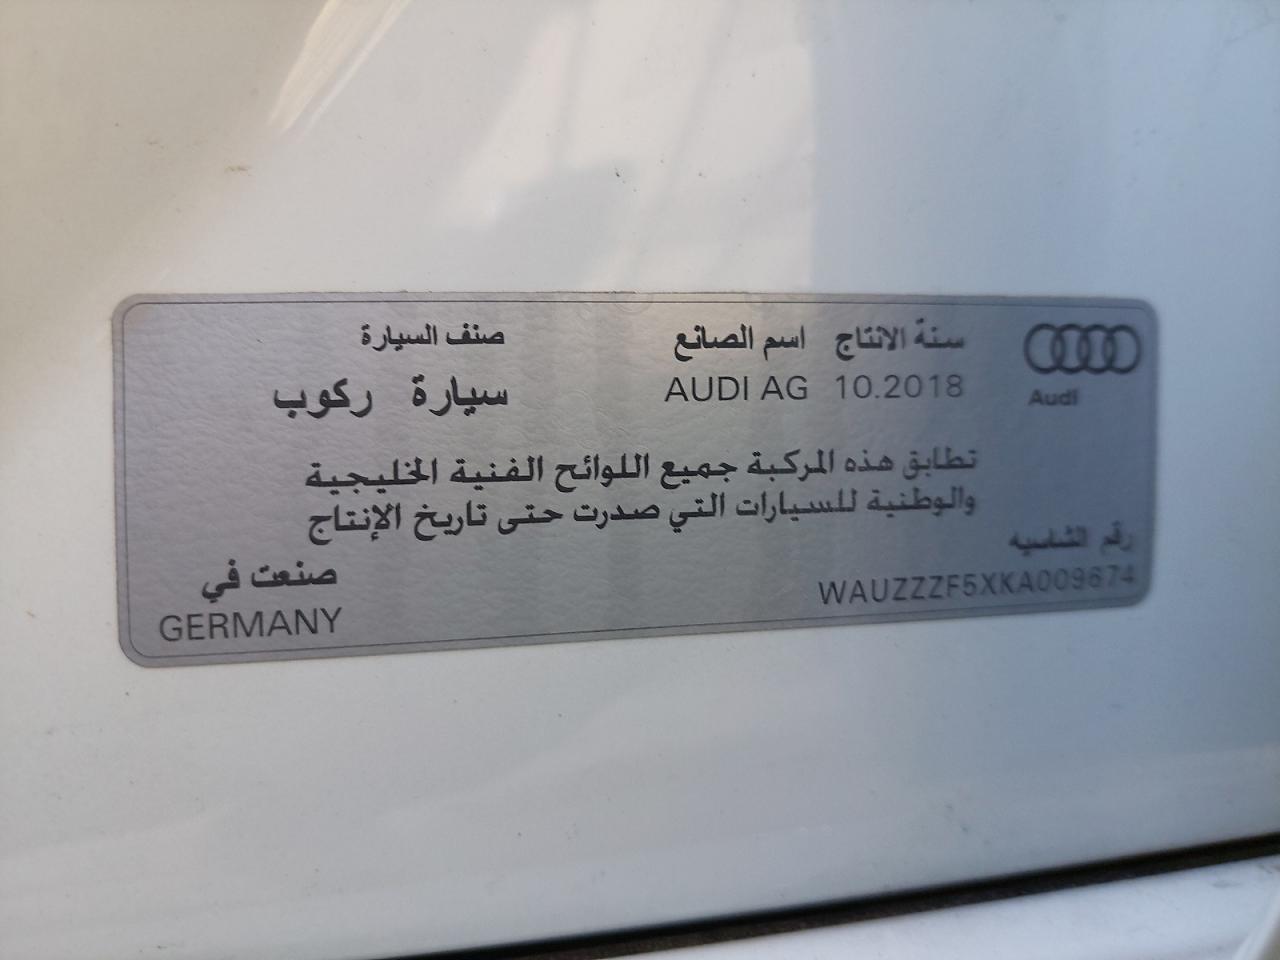 Audi
سنة الانتاج اسم الصانع صنف السيارة
10.2018 AUDI AG سيارة ركوب
تطابق هذه المركبة جميع اللوائح الفنية الخليجية
والوطنية للسيارات التي صدرت حتى تاريخ الإنتاج
رقم الشاسيه
WAUZZZF5XKA009674
صنعت في
GERMANY